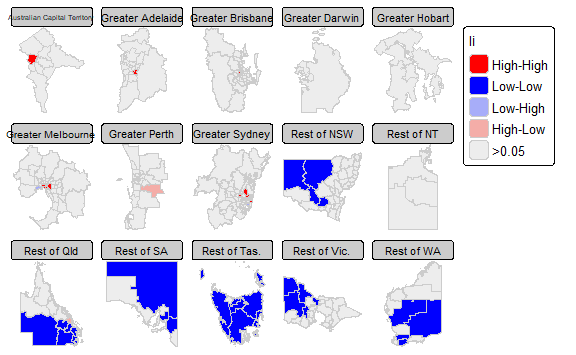 Australian Capital Territory
Greater Adelaide
Greater Brisbane
Greater Darwin
Greater Hobart
Greater Melbourne
Greater Perth
Greater Sydney
Rest of NSW
Rest of NT
Rest of Qld
Rest of SA
Rest of Tas.
Rest of Vic.
Rest of WA
Ii
High-High
Low-Low
Low-High
High-Low
>0.05